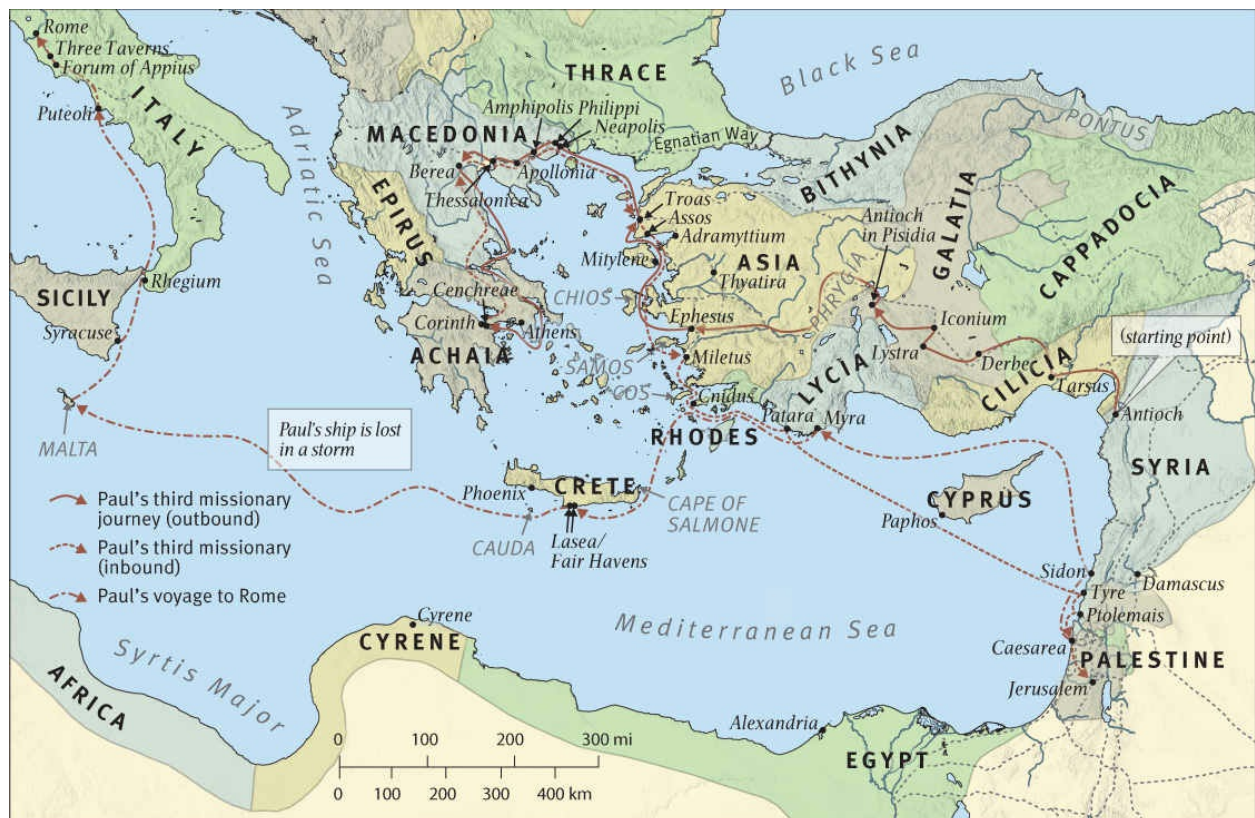 Rome
Three Taverns
Forum of Appius
Puteoli
ITALY
Adriatic Sea
THRACE
Black Sea
Amphipolis Philippi
Neapolis
MACEDONIA
Egnatian Way
BITHYNIA
PONTUS
Berea
Apollonia
Thessalonica
EPIRUS
Troas
Assos
Adramyttium
Antioch
in Pisidia
GALATIA
CAPPADOCIA
Mitylene
ASIA
Thyatira
PHRYGIA
Rhegium
SICILY
Syracuse
Cenchreae
CHIOS
Corinth
Athens
ACHAIA
Ephesus
Iconium
Lystra
Derbe
(starting point)
Miletus
SAMOS
COS
LYCIA
CILICIA
Tarsus
Antioch
Cnidus
Patara
Myra
RHODES
SYRIA
MALTA
Paul's ship is lost
in a storm
Phoenix
CRETE
CAPE OF
SALMONE
CYPRUS
Paphos
CAUDA
Lasea/
Fair Havens
Paul's third missionary
journey (outbound)
Paul's third missionary
(inbound)
Paul's voyage to Rome
Sidon
Damascus
Tyre
Ptolemais
Cyrene
CYRENE
Mediterranean Sea
Caesarea
PALESTINE
Jerusalem
Syrtis Major
AFRICA
Alexandria
EGYPT
0 100 200 300 mi
0 100 200 300 400 km